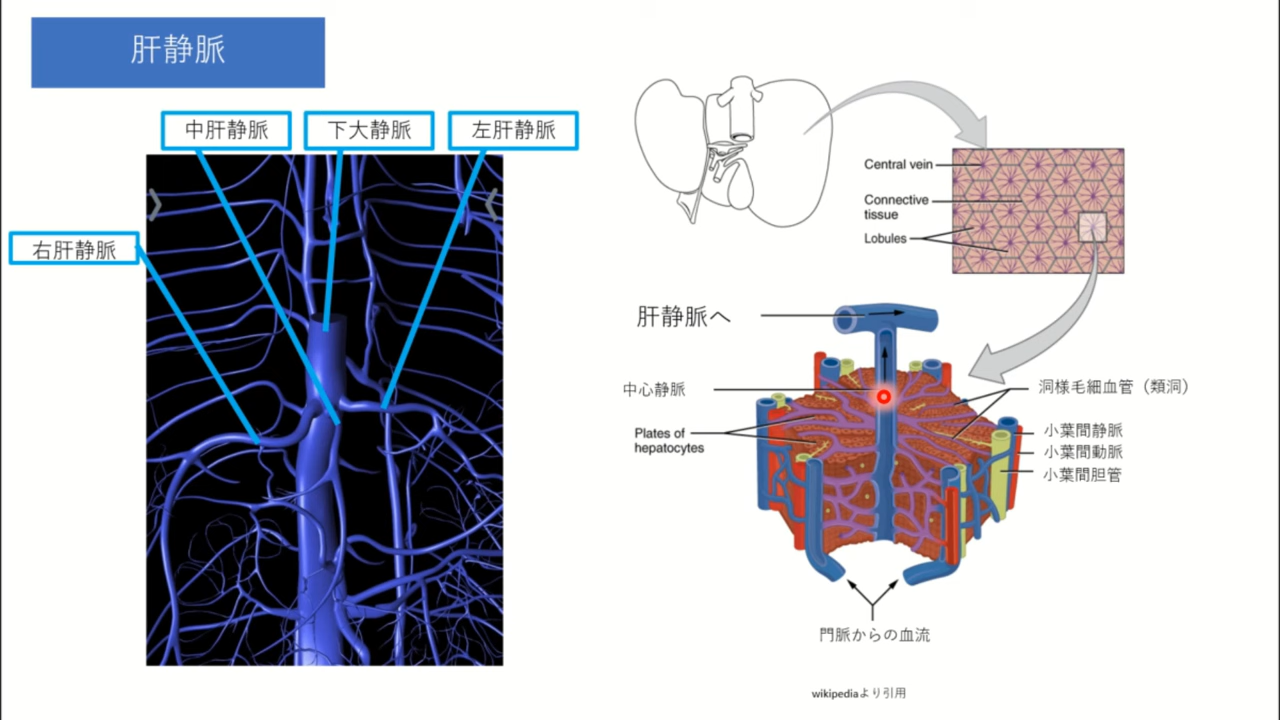 肝静脈
中肝静脈
下大静脈
左肝静脈
右肝静脈
Central vein
Connective
tissue
Lobules
肝静脈へ
中心静脈
洞様毛細血管（類洞）
Plates of
hepatocytes
小葉間静脈
小葉間動脈
小葉間胆管
門脈からの血流
wikipediaより引用